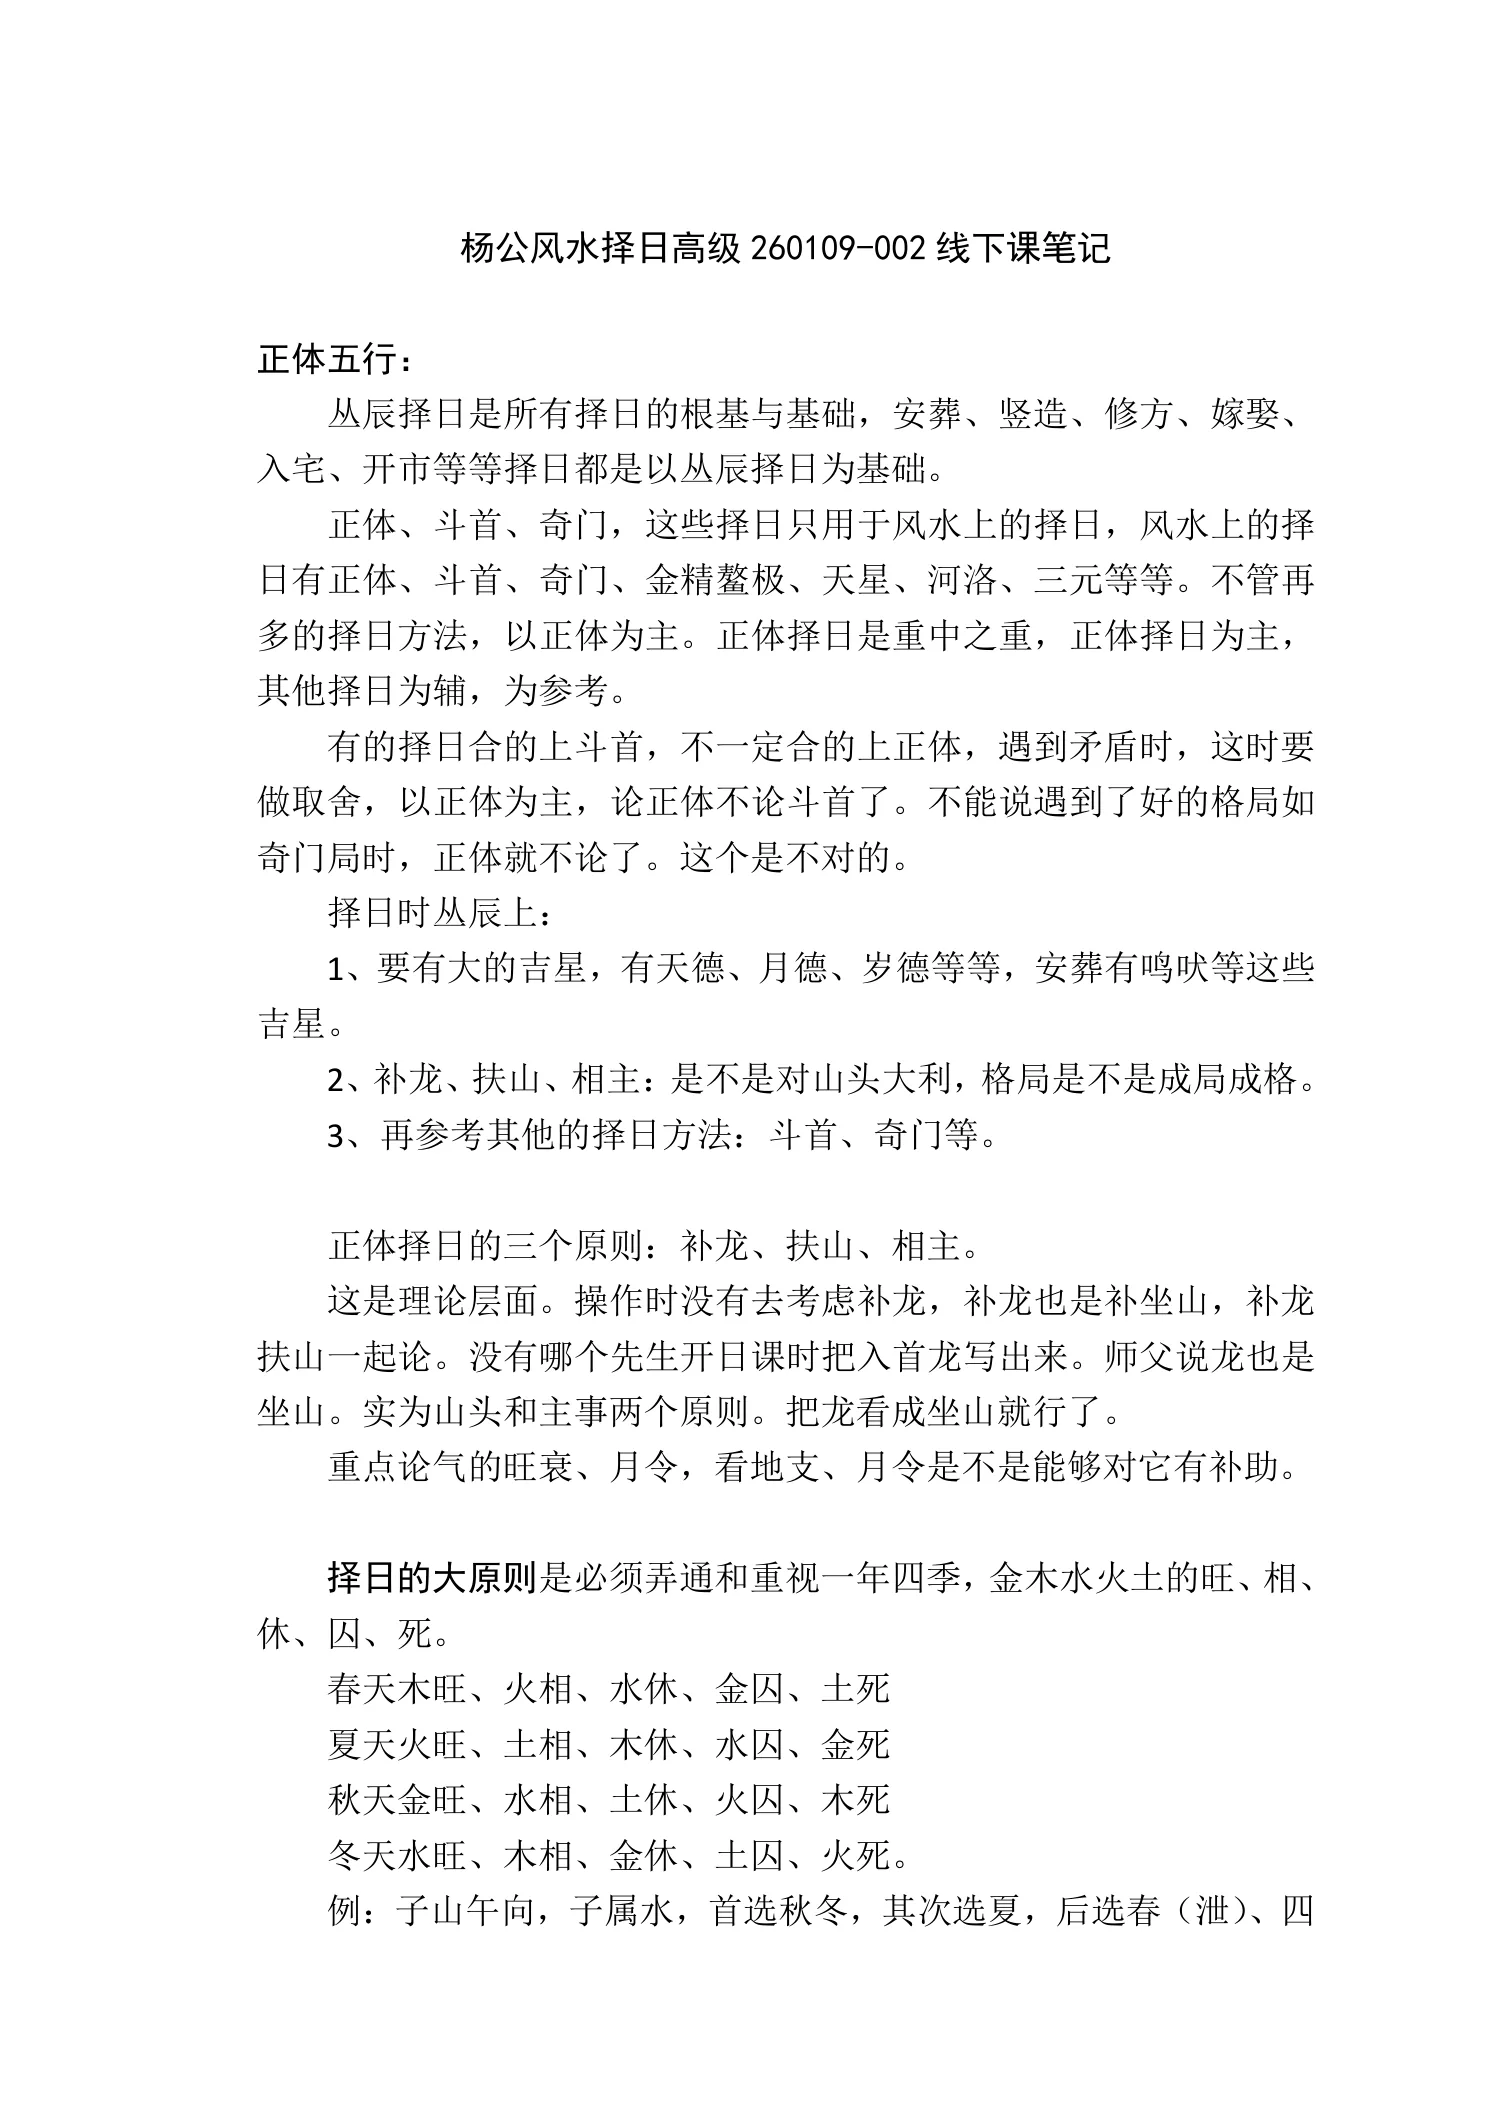 杨公风水择日高级260109-002线下课笔记
正体五行：
丛辰择日是所有择日的根基与基础，安葬、竖造、修方、嫁娶、
入宅、开市等等择日都是以丛辰择日为基础。
正体、斗首、奇门，这些择日只用于风水上的择日，风水上的择
日有正体、斗首、奇门、金精鳌极、天星、河洛、三元等等。不管再
多的择日方法，以正体为主。正体择日是重中之重，正体择日为主，
其他择日为辅，为参考。
有的择日合的上斗首，不一定合的上正体，遇到矛盾时，这时要
做取舍，以正体为主，论正体不论斗首了。不能说遇到了好的格局如
奇门局时，正体就不论了。这个是不对的。
择日时丛辰上：
1、要有大的吉星，有天德、月德、岁德等等，安葬有鸣吠等这些
吉星。
2、补龙、扶山、相主：是不是对山头大利，格局是不是成局成格。
3、再参考其他的择日方法：斗首、奇门等。
正体择日的三个原则：补龙、扶山、相主。
这是理论层面。操作时没有去考虑补龙，补龙也是补坐山，补龙
扶山一起论。没有哪个先生开日课时把入首龙写出来。师父说龙也是
坐山。实为山头和主事两个原则。把龙看成坐山就行了。
重点论气的旺衰、月令，看地支、月令是不是能够对它有补助。
择日的大原则是必须弄通和重视一年四季，金木水火土的旺、相、
休、囚、死。
春天木旺、火相、水休、金囚、土死
夏天火旺、土相、木休、水囚、金死
秋天金旺、水相、土休、火囚、木死
冬天水旺、木相、金休、土囚、火死。
例：子山午向，子属水，首选秋冬，其次选夏，后选春（泄）、四